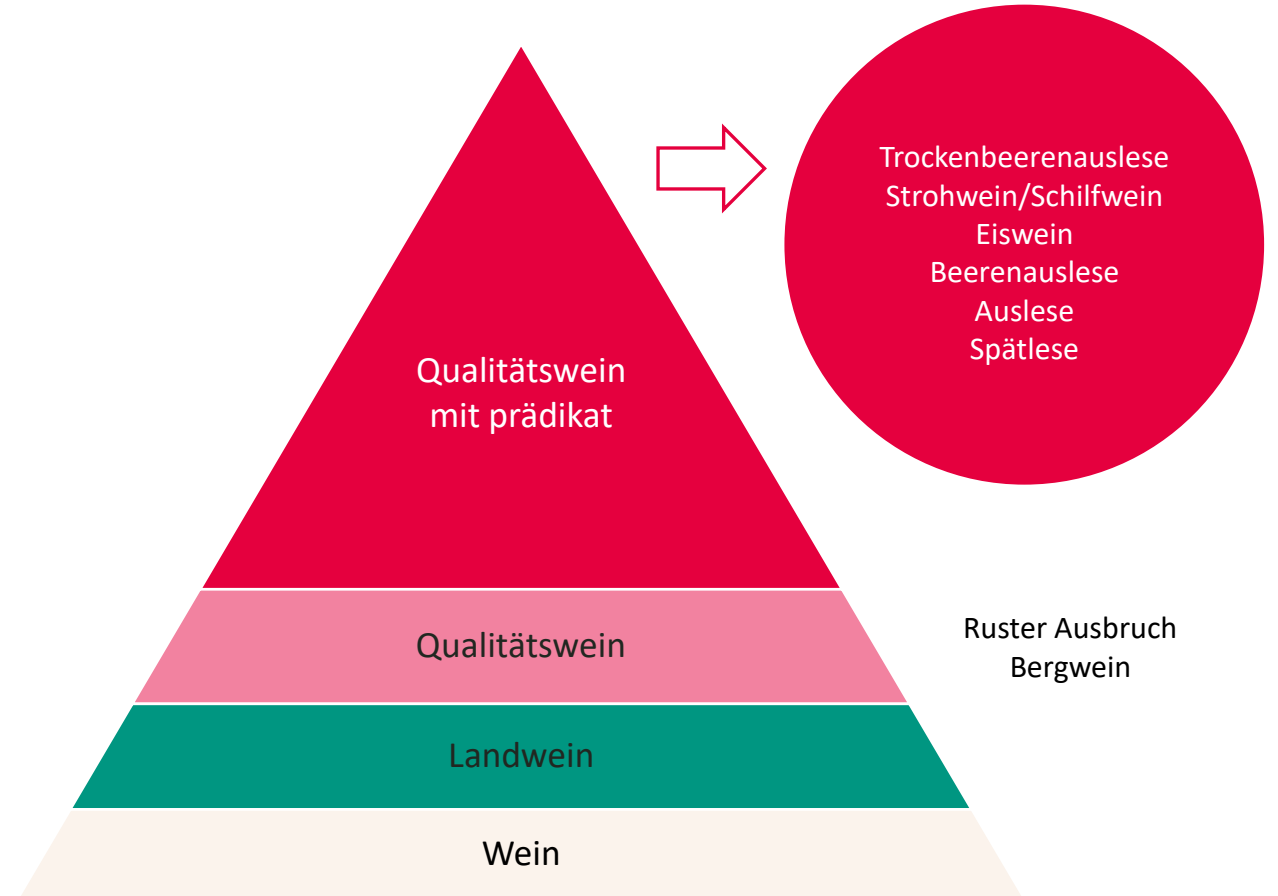 Trockenbeerenauslese
Strohwein/Schilfwein
Eiswein
Beerenauslese
Auslese
Spätlese
Qualitätswein
mit prädikat
Qualitätswein
Ruster Ausbruch
Bergwein
Landwein
Wein